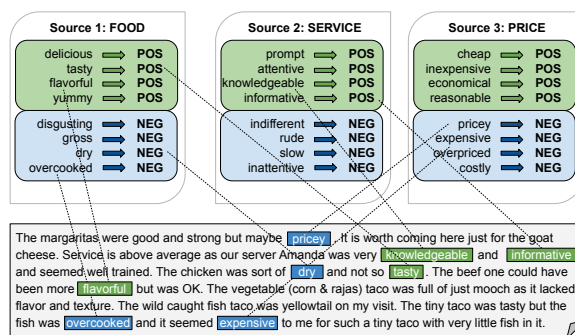 Source 1: FOOD
delicious POS
tasty POS
flavorful POS
yummy POS
disgusting NEG
gross NEG
dry NEG
overcooked NEG
Source 2: SERVICE
prompt POS
attentive POS
knowledgeable POS
informative POS
indifferent NEG
rude NEG
slow NEG
inattentive NEG
Source 3: PRICE
cheap POS
inexpensive POS
economical POS
reasonable POS
pricey NEG
expensive NEG
overpriced NEG
costly NEG
The margaritas were good and strong but maybe pricey . It is worth coming here just for the goat
cheese. Service is above average as our server Amanda was very knowledgeable and informative
and seemed well trained. The chicken was sort of dry and not so tasty . The beef one could have
been more flavorful but was OK. The vegetable (corn & rajas) taco was full of just mooch as it lacked
flavor and texture. The wild caught fish taco was yellowtail on my visit. The tiny taco was tasty but the
fish was overcooked and it seemed expensive to me for such a tiny taco with very little fish in it.